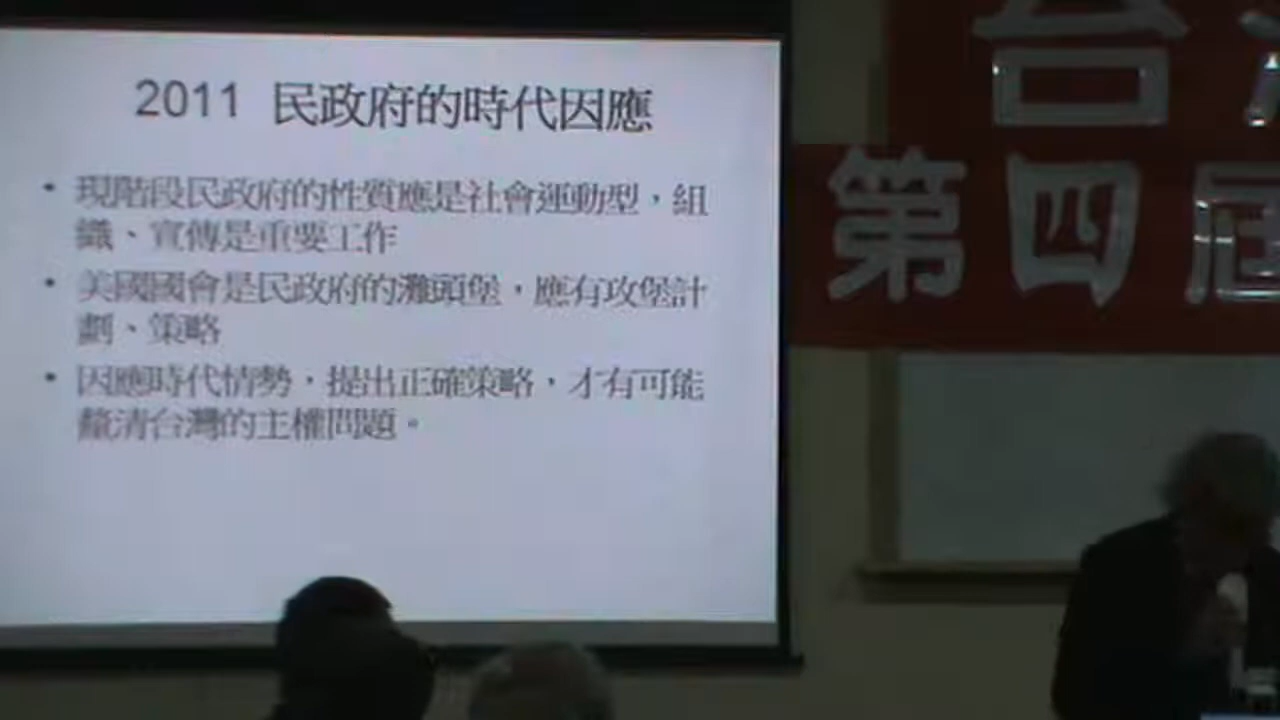 2011 民政府的時代因應
• 現階段民政府的性質應是社會運動型，組
織、宣傳是重要工作
• 美國國會是民政府的灘頭堡，應有攻堡計
劃、策略
• 因應時代情勢，提出正確策略，才有可能
釐清台灣的主權問題。
台
第四屆